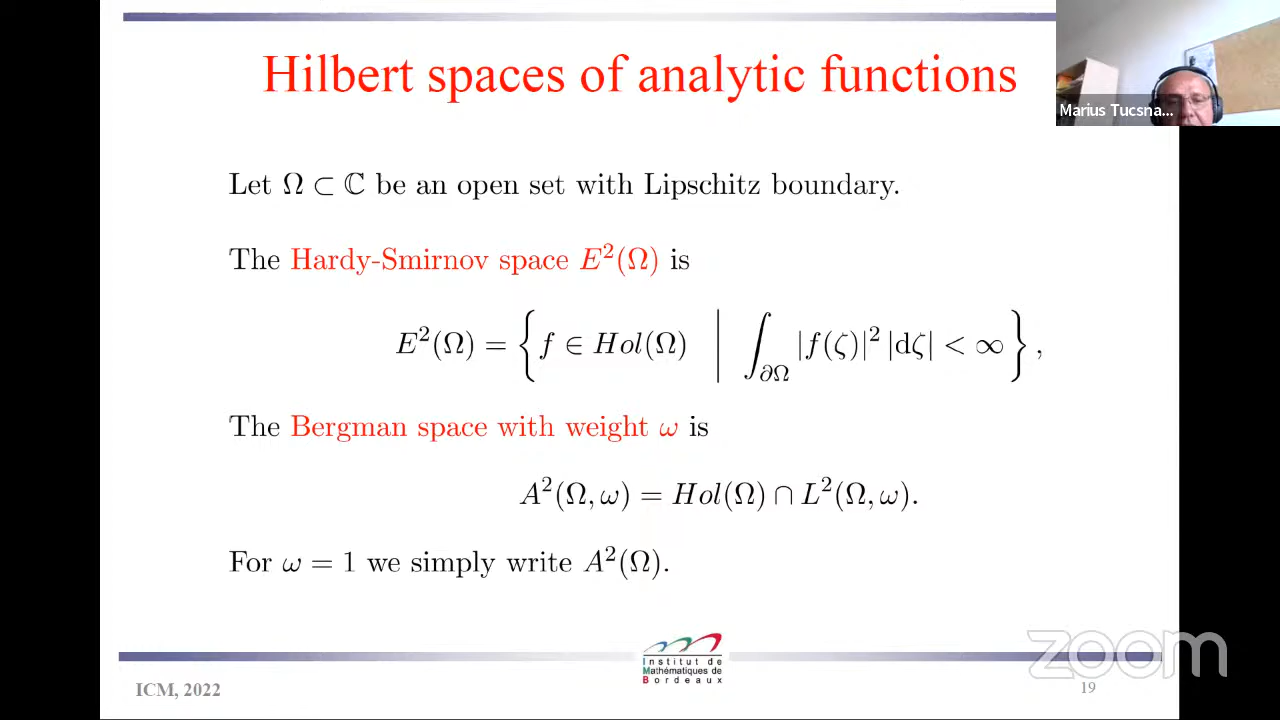 Hilbert spaces of analytic functions
Marius Tucsna...
Let Ω ⊂ ℂ be an open set with Lipschitz boundary.
The Hardy-Smirnov space E²(Ω) is
E²(Ω) = { f ∈ Hol(Ω) | ∫_{∂Ω} |f(ζ)|² |dζ| < ∞ } ,
The Bergman space with weight ω is
A²(Ω, ω) = Hol(Ω) ∩ L²(Ω, ω).
For ω = 1 we simply write A²(Ω).
zoom
Institut de
Mathématiques de
Bordeaux
ICM, 2022
19